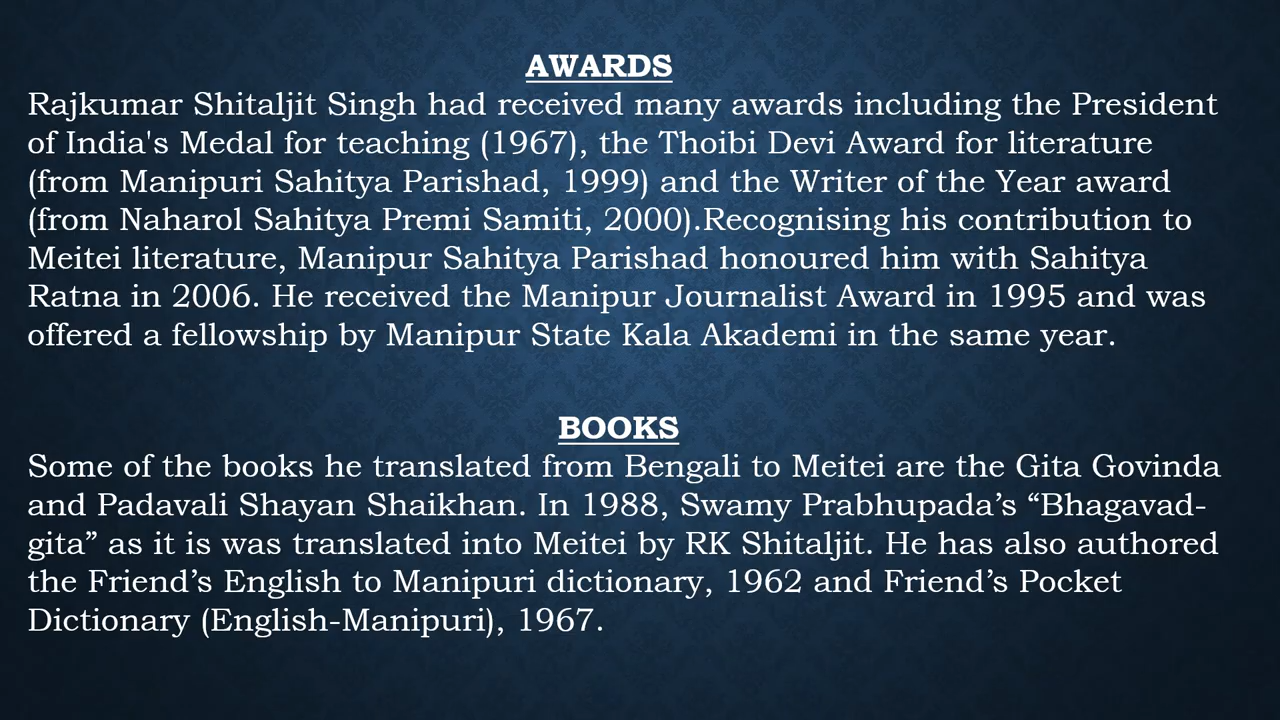 AWARDS
Rajkumar Shitaljit Singh had received many awards including the President
of India's Medal for teaching (1967), the Thoibi Devi Award for literature
(from Manipuri Sahitya Parishad, 1999) and the Writer of the Year award
(from Naharol Sahitya Premi Samiti, 2000).Recognising his contribution to
Meitei literature, Manipur Sahitya Parishad honoured him with Sahitya
Ratna in 2006. He received the Manipur Journalist Award in 1995 and was
offered a fellowship by Manipur State Kala Akademi in the same year.
BOOKS
Some of the books he translated from Bengali to Meitei are the Gita Govinda
and Padavali Shayan Shaikhan. In 1988, Swamy Prabhupada’s “Bhagavad-
gita” as it is was translated into Meitei by RK Shitaljit. He has also authored
the Friend’s English to Manipuri dictionary, 1962 and Friend’s Pocket
Dictionary (English-Manipuri), 1967.